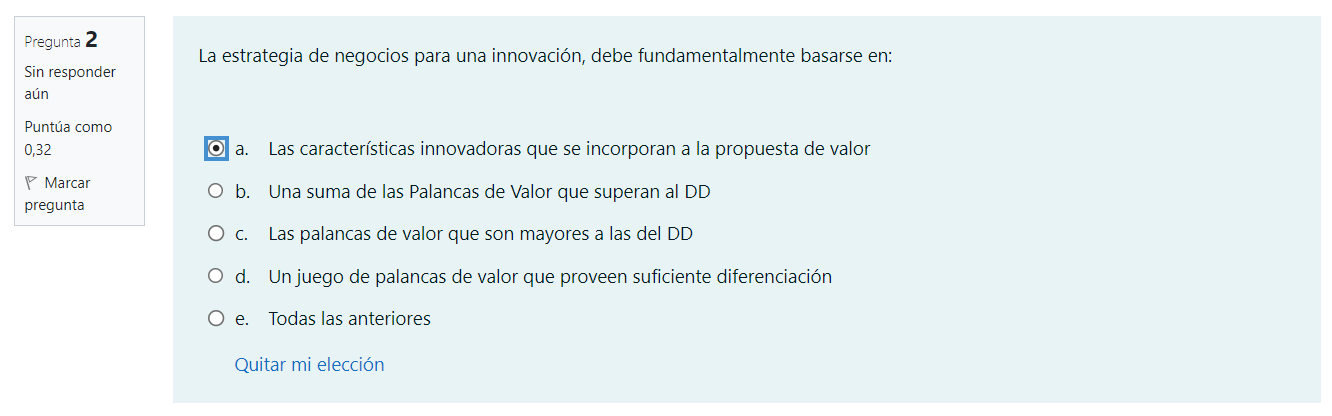 Pregunta 2
Sin responder
aún
Puntúa como
0,32
Marcar
pregunta
La estrategia de negocios para una innovación, debe fundamentalmente basarse en:
a. Las características innovadoras que se incorporan a la propuesta de valor
b. Una suma de las Palancas de Valor que superan al DD
c. Las palancas de valor que son mayores a las del DD
d. Un juego de palancas de valor que proveen suficiente diferenciación
e. Todas las anteriores
Quitar mi elección